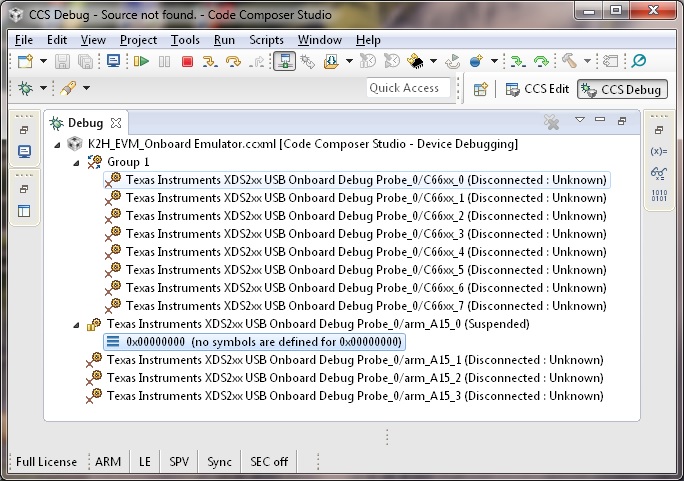 CCS Debug - Source not found. - Code Composer Studio
File Edit View Project Tools Run Scripts Window Help
Quick Access CCS Edit CCS Debug
Debug
K2H_EVM_Onboard Emulator.ccxml [Code Composer Studio - Device Debugging]
Group 1
Texas Instruments XDS2xx USB Onboard Debug Probe_0/C66xx_0 (Disconnected : Unknown)
Texas Instruments XDS2xx USB Onboard Debug Probe_0/C66xx_1 (Disconnected : Unknown)
Texas Instruments XDS2xx USB Onboard Debug Probe_0/C66xx_2 (Disconnected : Unknown)
Texas Instruments XDS2xx USB Onboard Debug Probe_0/C66xx_3 (Disconnected : Unknown)
Texas Instruments XDS2xx USB Onboard Debug Probe_0/C66xx_4 (Disconnected : Unknown)
Texas Instruments XDS2xx USB Onboard Debug Probe_0/C66xx_5 (Disconnected : Unknown)
Texas Instruments XDS2xx USB Onboard Debug Probe_0/C66xx_6 (Disconnected : Unknown)
Texas Instruments XDS2xx USB Onboard Debug Probe_0/C66xx_7 (Disconnected : Unknown)
Texas Instruments XDS2xx USB Onboard Debug Probe_0/arm_A15_0 (Suspended)
0x00000000 (no symbols are defined for 0x00000000)
Texas Instruments XDS2xx USB Onboard Debug Probe_0/arm_A15_1 (Disconnected : Unknown)
Texas Instruments XDS2xx USB Onboard Debug Probe_0/arm_A15_2 (Disconnected : Unknown)
Texas Instruments XDS2xx USB Onboard Debug Probe_0/arm_A15_3 (Disconnected : Unknown)
(x)=
1010
0101
Full License ARM LE SPV Sync SEC off